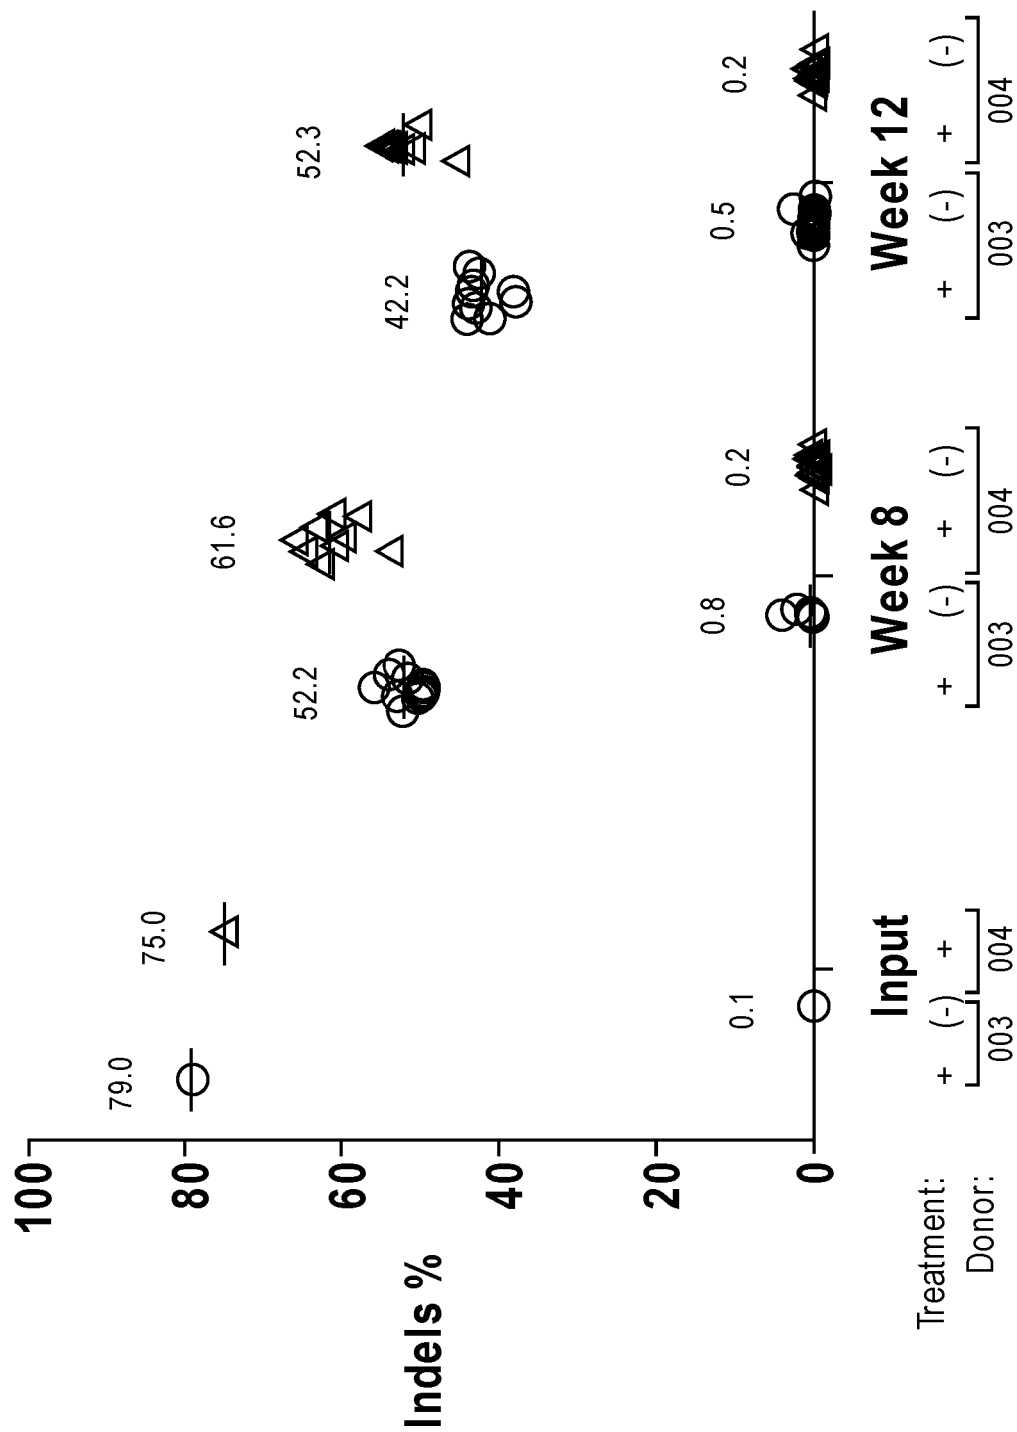 Indels %
100
80
60
40
20
0
79.0
0.1
75.0
52.2
0.8
61.6
0.2
42.2
0.5
52.3
0.2
Input
Week 8
Week 12
Treatment: + (-) + + (-) + (-) + (-) + (-)
Donor: 003 004 003 004 003 004